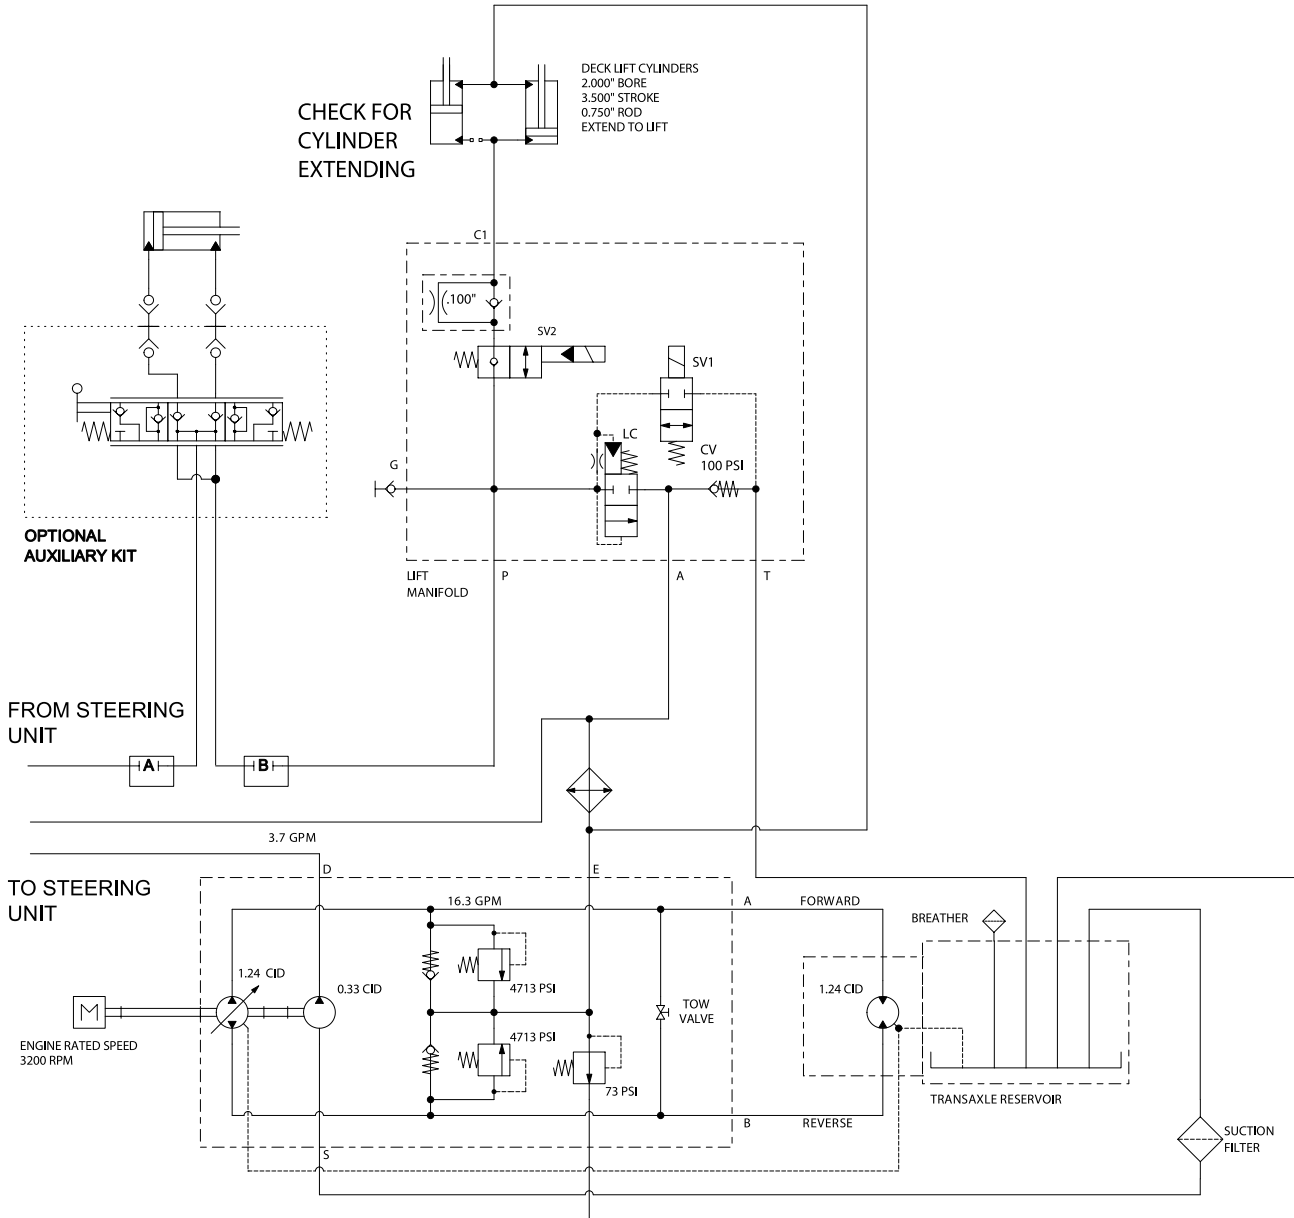 DECK LIFT CYLINDERS
2.000" BORE
3.500" STROKE
0.750" ROD
EXTEND TO LIFT
CHECK FOR
CYLINDER
EXTENDING
C1
.100"
SV2
SV1
LC
CV
100 PSI
G
OPTIONAL
AUXILIARY KIT
LIFT
MANIFOLD
P
A
T
FROM STEERING
UNIT
A
B
3.7 GPM
TO STEERING
UNIT
D
E
16.3 GPM
A
FORWARD
BREATHER
1.24 CID
0.33 CID
4713 PSI
1.24 CID
M
TOW
VALVE
ENGINE RATED SPEED
3200 RPM
4713 PSI
73 PSI
TRANSAXLE RESERVOIR
B
REVERSE
S
SUCTION
FILTER